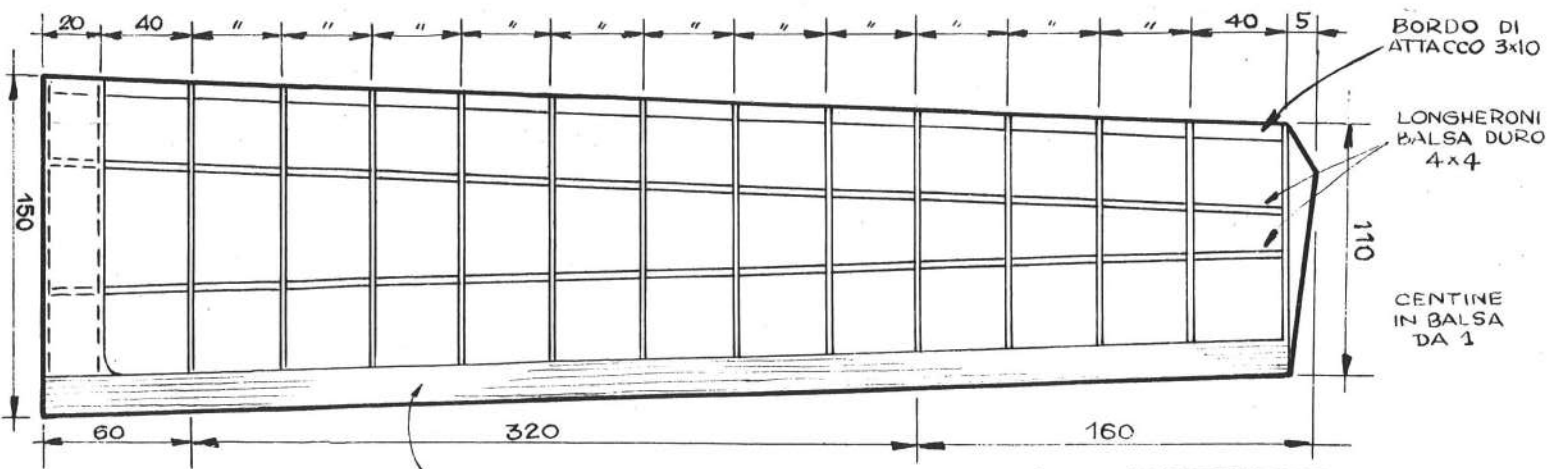 20 40 " " " " " " " " " " " 40 5
BORDO DI
ATTACCO 3x10
LONGHERONI
BALSA DURO
4x4
150
110
CENTINE
IN BALSA
DA 1
60 320 160